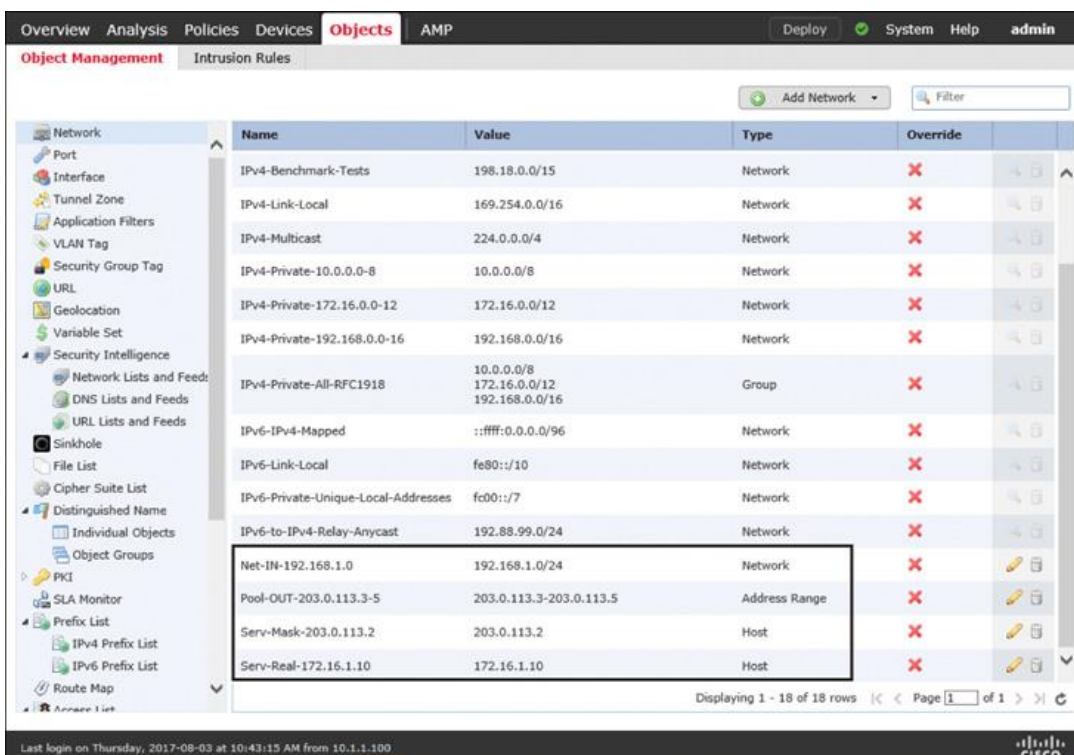 Overview Analysis Policies Devices Objects AMP Deploy System Help admin
Object Management Intrusion Rules
Add Network Filter
Network
Port
Interface
Tunnel Zone
Application Filters
VLAN Tag
Security Group Tag
URL
Geolocation
Variable Set
Security Intelligence
Network Lists and Feeds
DNS Lists and Feeds
URL Lists and Feeds
Sinkhole
File List
Cipher Suite List
Distinguished Name
Individual Objects
Object Groups
PKI
SLA Monitor
Prefix List
IPv4 Prefix List
IPv6 Prefix List
Route Map
Access List
Name Value Type Override
IPv4-Benchmark-Tests 198.18.0.0/15 Network
IPv4-Link-Local 169.254.0.0/16 Network
IPv4-Multicast 224.0.0.0/4 Network
IPv4-Private-10.0.0.0-8 10.0.0.0/8 Network
IPv4-Private-172.16.0.0-12 172.16.0.0/12 Network
IPv4-Private-192.168.0.0-16 192.168.0.0/16 Network
10.0.0.0/8
IPv4-Private-All-RFC1918 172.16.0.0/12 Group
192.168.0.0/16
IPv6-IPv4-Mapped ::ffff:0.0.0.0/96 Network
IPv6-Link-Local fe80::/10 Network
IPv6-Private-Unique-Local-Addresses fc00::/7 Network
IPv6-to-IPv4-Relay-Anycast 192.88.99.0/24 Network
Net-IN-192.168.1.0 192.168.1.0/24 Network
Pool-OUT-203.0.113.3-5 203.0.113.3-203.0.113.5 Address Range
Serv-Mask-203.0.113.2 203.0.113.2 Host
Serv-Real-172.16.1.10 172.16.1.10 Host
Displaying 1 - 18 of 18 rows Page 1 of 1
Last login on Thursday, 2017-08-03 at 10:43:15 AM from 10.1.1.100
CISCO